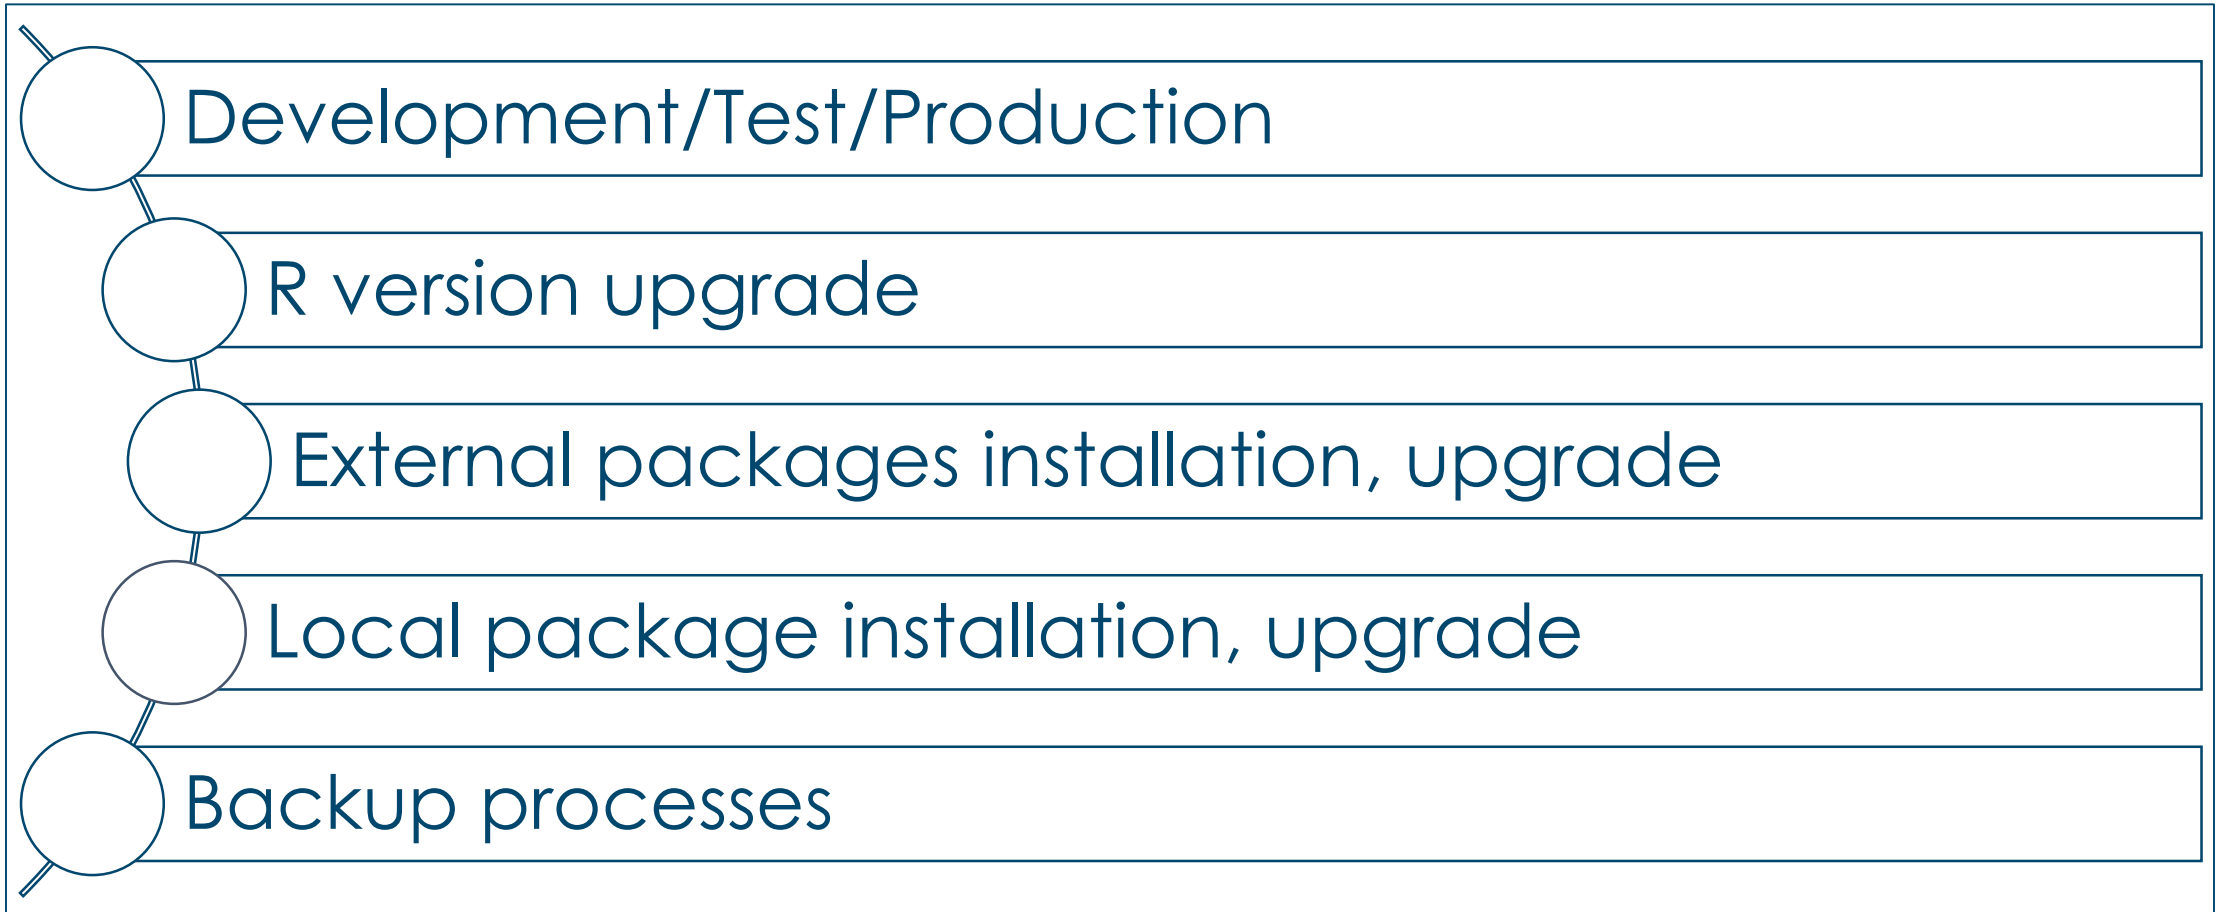 Development/Test/Production
R version upgrade
External packages installation, upgrade
Local package installation, upgrade
Backup processes